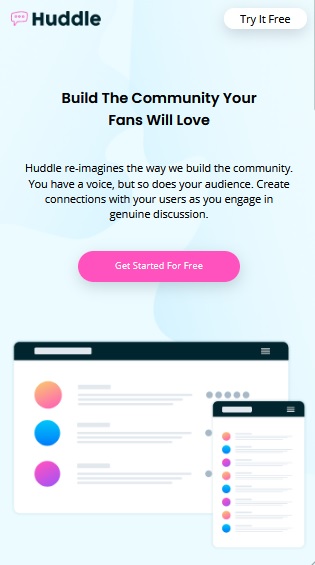 Huddle
Try It Free
Build The Community Your
Fans Will Love
Huddle re-imagines the way we build the community.
You have a voice, but so does your audience. Create
connections with your users as you engage in
genuine discussion.
Get Started For Free